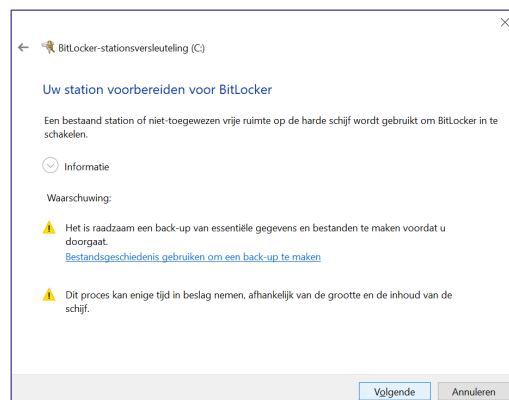 BitLocker-stationsversleuteling (C:)
Uw station voorbereiden voor BitLocker
Een bestaand station of niet-toegewezen vrije ruimte op de harde schijf wordt gebruikt om BitLocker in te
schakelen.
Informatie
Waarschuwing:
Het is raadzaam een back-up van essentiële gegevens en bestanden te maken voordat u
doorgaat.
Bestandsgeschiedenis gebruiken om een back-up te maken
Dit proces kan enige tijd in beslag nemen, afhankelijk van de grootte en de inhoud van de
schijf.
Volgende
Annuleren